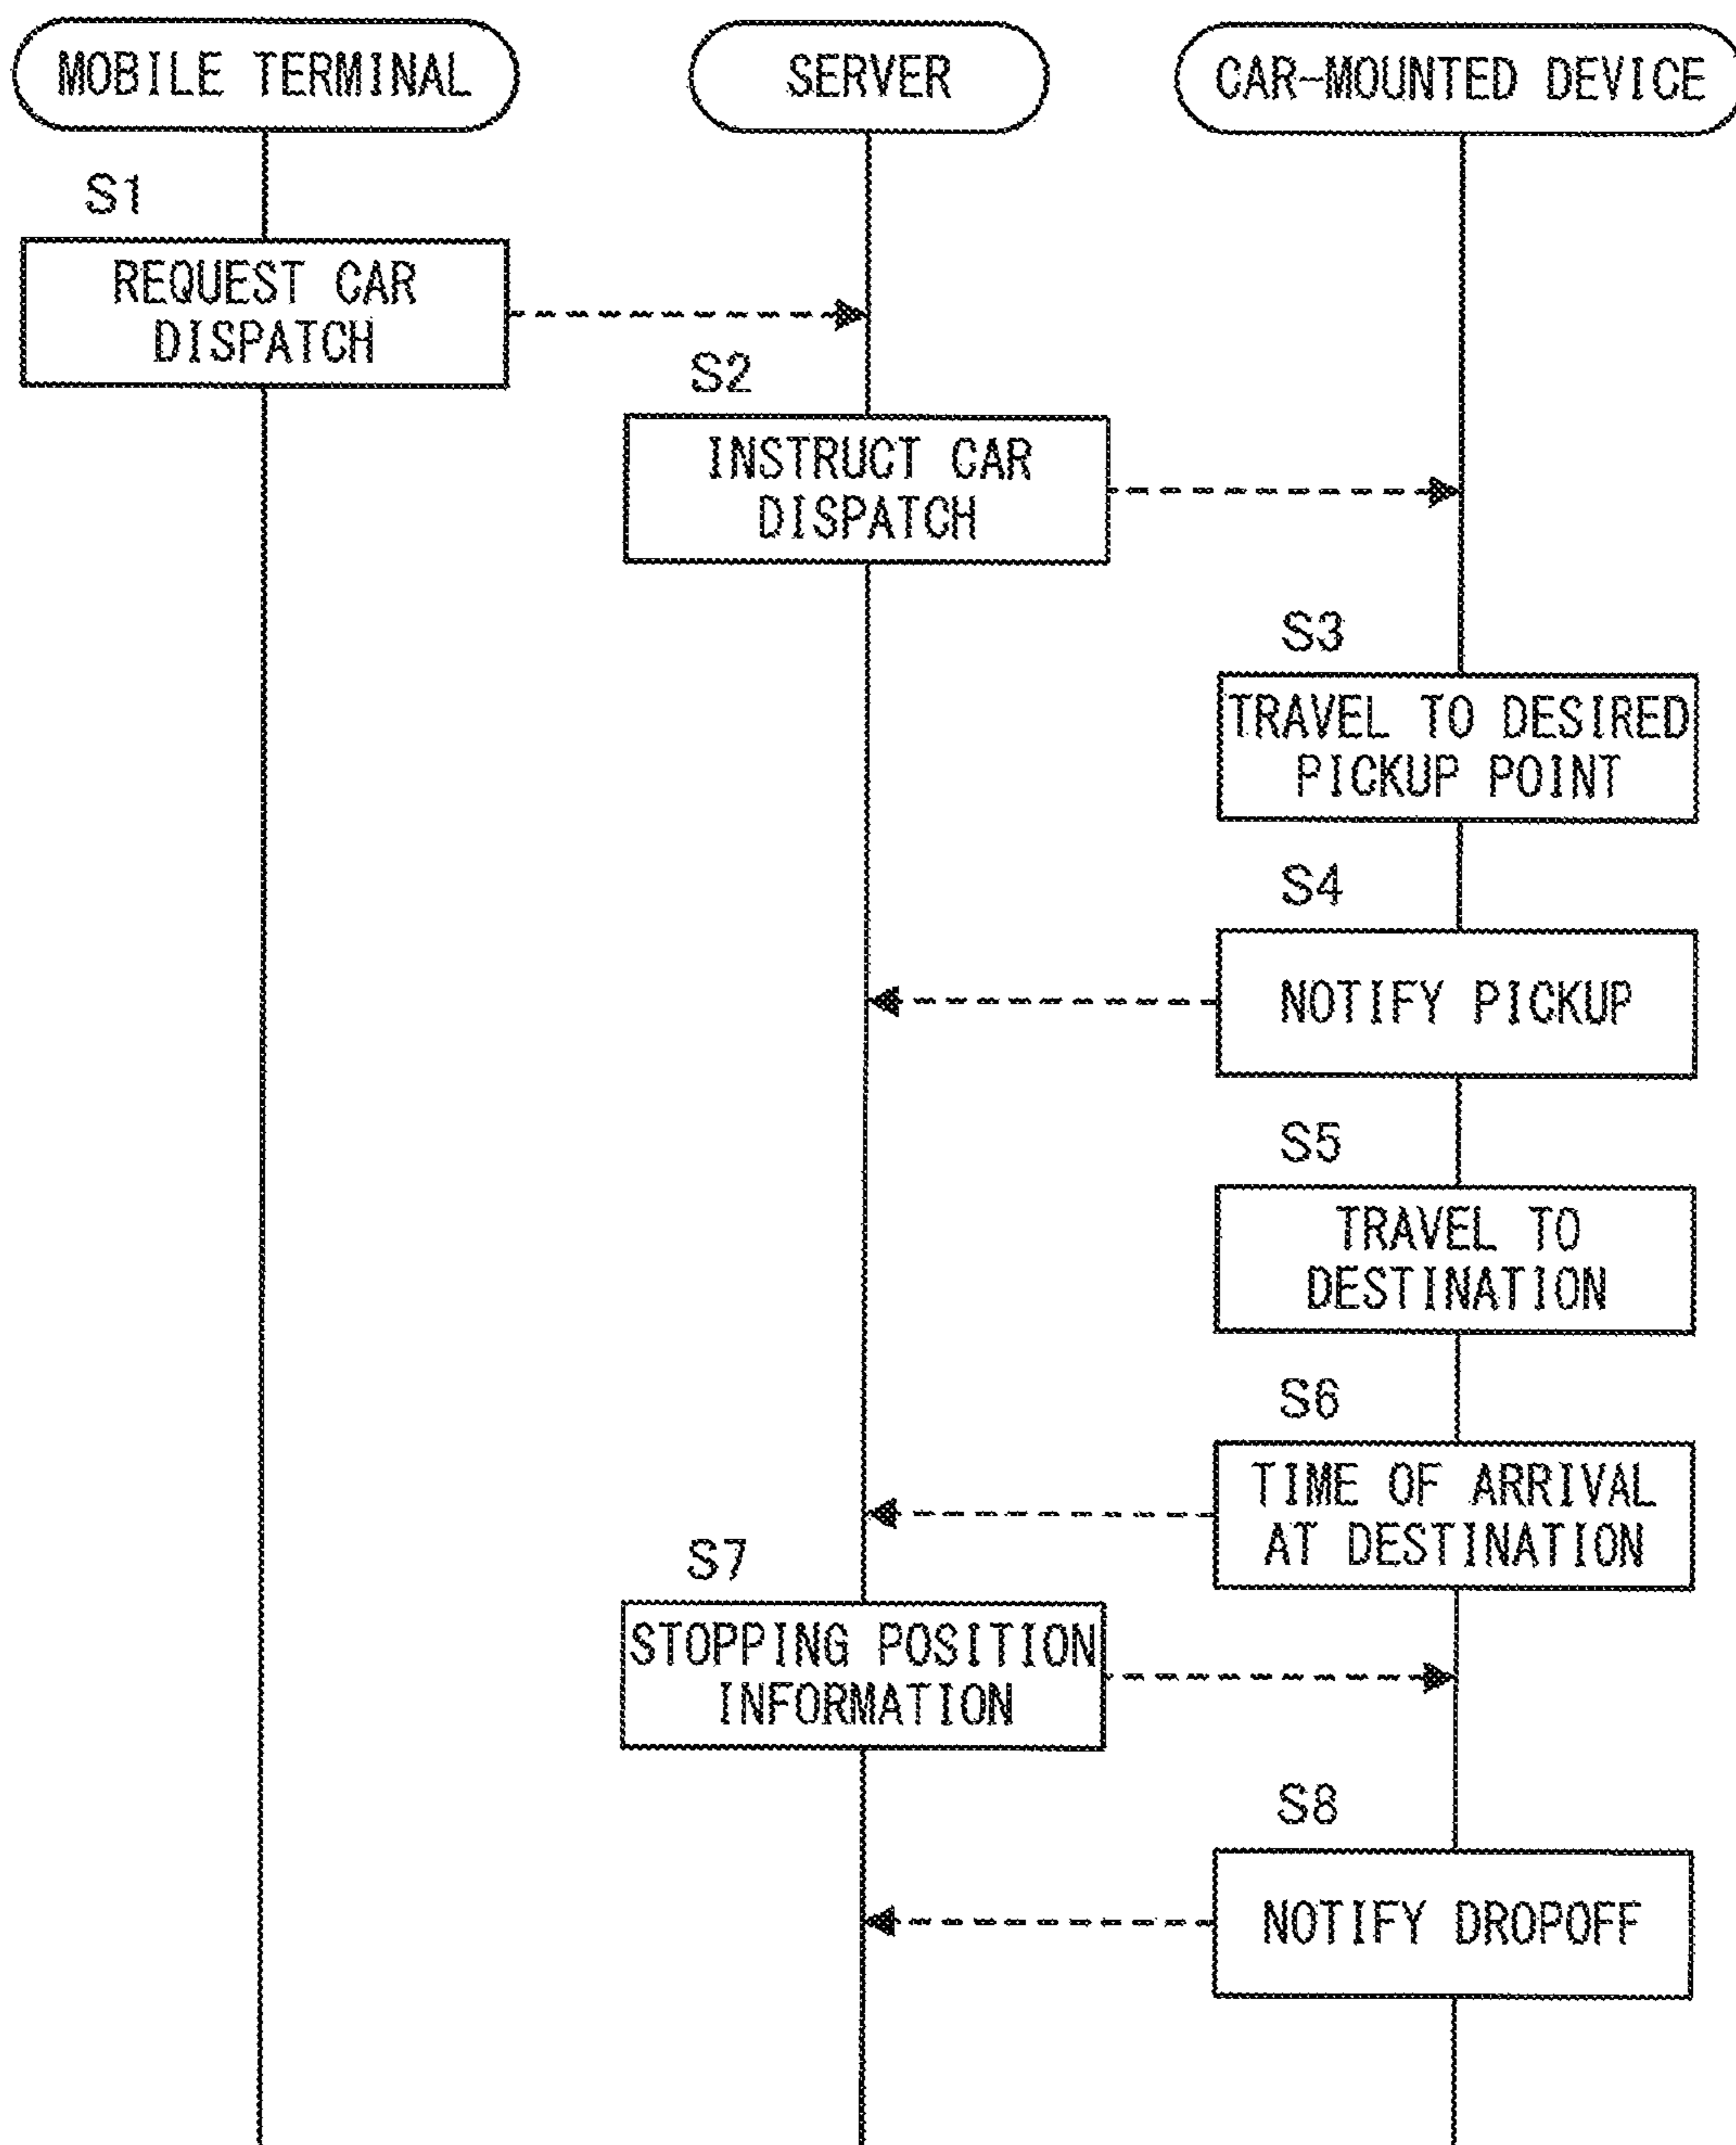 MOBILE TERMINAL
SERVER
CAR-MOUNTED DEVICE
S1
REQUEST CAR
DISPATCH
S2
INSTRUCT CAR
DISPATCH
S3
TRAVEL TO DESIRED
PICKUP POINT
S4
NOTIFY PICKUP
S5
TRAVEL TO
DESTINATION
S6
TIME OF ARRIVAL
AT DESTINATION
S7
STOPPING POSITION
INFORMATION
S8
NOTIFY DROPOFF